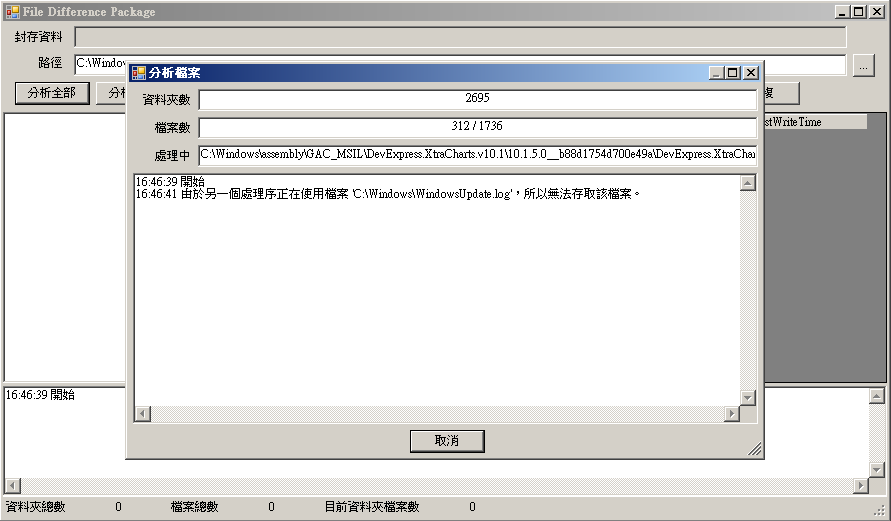 File Difference Package
封存資料
路徑 C:\Window
...
分析全部
分析檔案
資料夾數 2695
檔案數 312 / 1736
處理中 C:\Windows\assembly\GAC_MSIL\DevExpress.XtraCharts.v10.1\10.1.5.0__b88d1754d700e49a\DevExpress.XtraChar
16:46:39 開始
16:46:41 由於另一個處理序正在使用檔案 'C:\Windows\WindowsUpdate.log'，所以無法存取該檔案。
取消
復
stWriteTime
16:46:39 開始
資料夾總數 0 檔案總數 0 目前資料夾檔案數 0